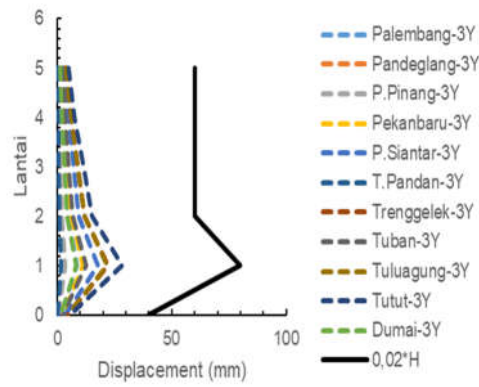 6
5
4
3
2
1
0
Lantai
0 50 100
Displacement (mm)
Palembang-3Y
Pandeglang-3Y
P.Pinang-3Y
Pekanbaru-3Y
P.Siantar-3Y
T.Pandan-3Y
Trenggelek-3Y
Tuban-3Y
Tuluagung-3Y
Tutut-3Y
Dumai-3Y
0,02*H